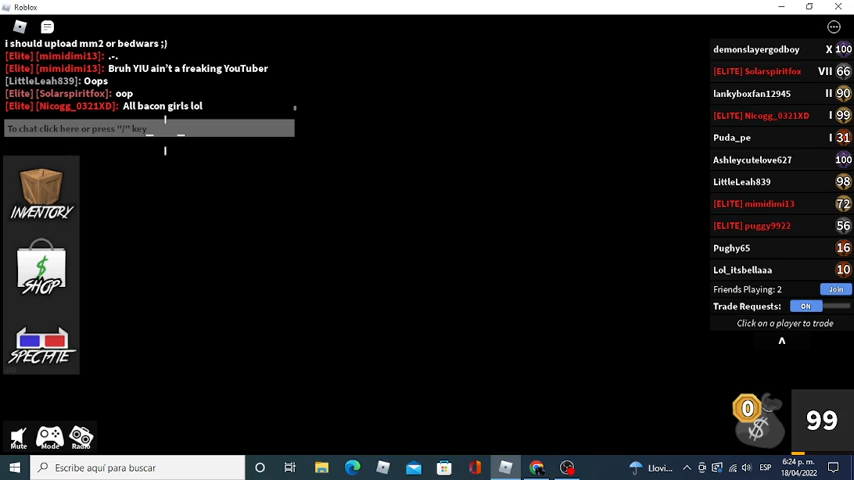 Roblox
i should upload mm2 or bedwars ;)
[Elite] [mimidimi13]: .-.
[Elite] [mimidimi13]: Bruh YIU ain't a freaking YouTuber
[LittleLeah839]: Oops
[Elite] [Solarspiritfox]: oop
[Elite] [Nicogg_0321XD]: All bacon girls lol
To chat click here or press "/" key
INVENTORY
SHOP
SPECTATE
Mute
Mode
Radio
demonslayergodboy X 100
[ELITE] Solarspiritfox VII 66
lankyboxfan12945 II 90
[ELITE] Nicogg_0321XD I 99
Puda_pe I 31
Ashleycutelove627 100
LittleLeah839 98
[ELITE] mimidimi13 72
[ELITE] puggy9922 56
Pughy65 16
Lol_itsbellaaa 10
Friends Playing: 2 Join
Trade Requests: ON
Click on a player to trade
0
99
Escribe aquí para buscar
Llovi...
ESP
6:24 p. m.
18/04/2022